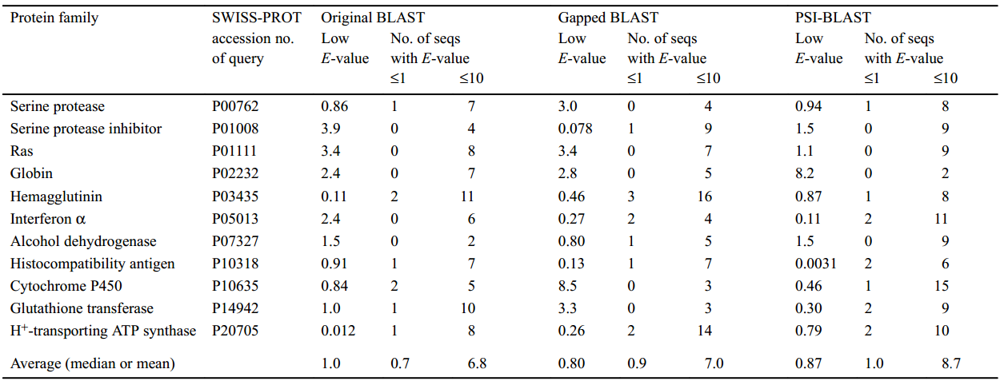 Protein family SWISS-PROT Original BLAST Gapped BLAST PSI-BLAST
accession no. Low No. of seqs Low No. of seqs Low No. of seqs
of query E-value with E-value E-value with E-value E-value with E-value
≤1 ≤10 ≤1 ≤10 ≤1 ≤10
Serine protease P00762 0.86 1 7 3.0 0 4 0.94 1 8
Serine protease inhibitor P01008 3.9 0 4 0.078 1 9 1.5 0 9
Ras P01111 3.4 0 8 3.4 0 7 1.1 0 9
Globin P02232 2.4 0 7 2.8 0 5 8.2 0 2
Hemagglutinin P03435 0.11 2 11 0.46 3 16 0.87 1 8
Interferon α P05013 2.4 0 6 0.27 2 4 0.11 2 11
Alcohol dehydrogenase P07327 1.5 0 2 0.80 1 5 1.5 0 9
Histocompatibility antigen P10318 0.91 1 7 0.13 1 7 0.0031 2 6
Cytochrome P450 P10635 0.84 2 5 8.5 0 3 0.46 1 15
Glutathione transferase P14942 1.0 1 10 3.3 0 3 0.30 2 9
H⁺-transporting ATP synthase P20705 0.012 1 8 0.26 2 14 0.79 2 10
Average (median or mean) 1.0 0.7 6.8 0.80 0.9 7.0 0.87 1.0 8.7